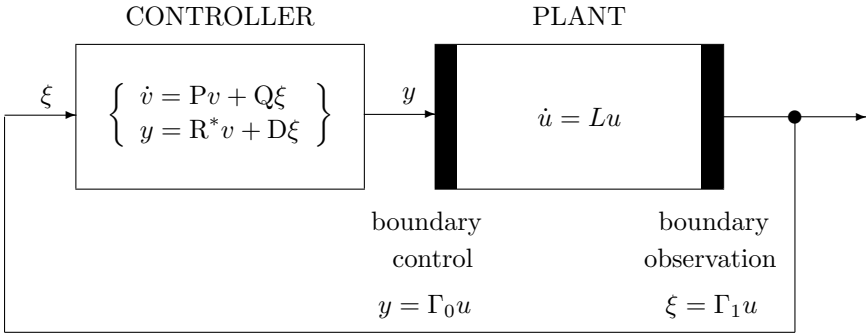 CONTROLLER
PLANT
ξ
v̇ = Pv + Qξ
y = R*v + Dξ
y
u̇ = Lu
boundary
control
y = Γ₀u
boundary
observation
ξ = Γ₁u